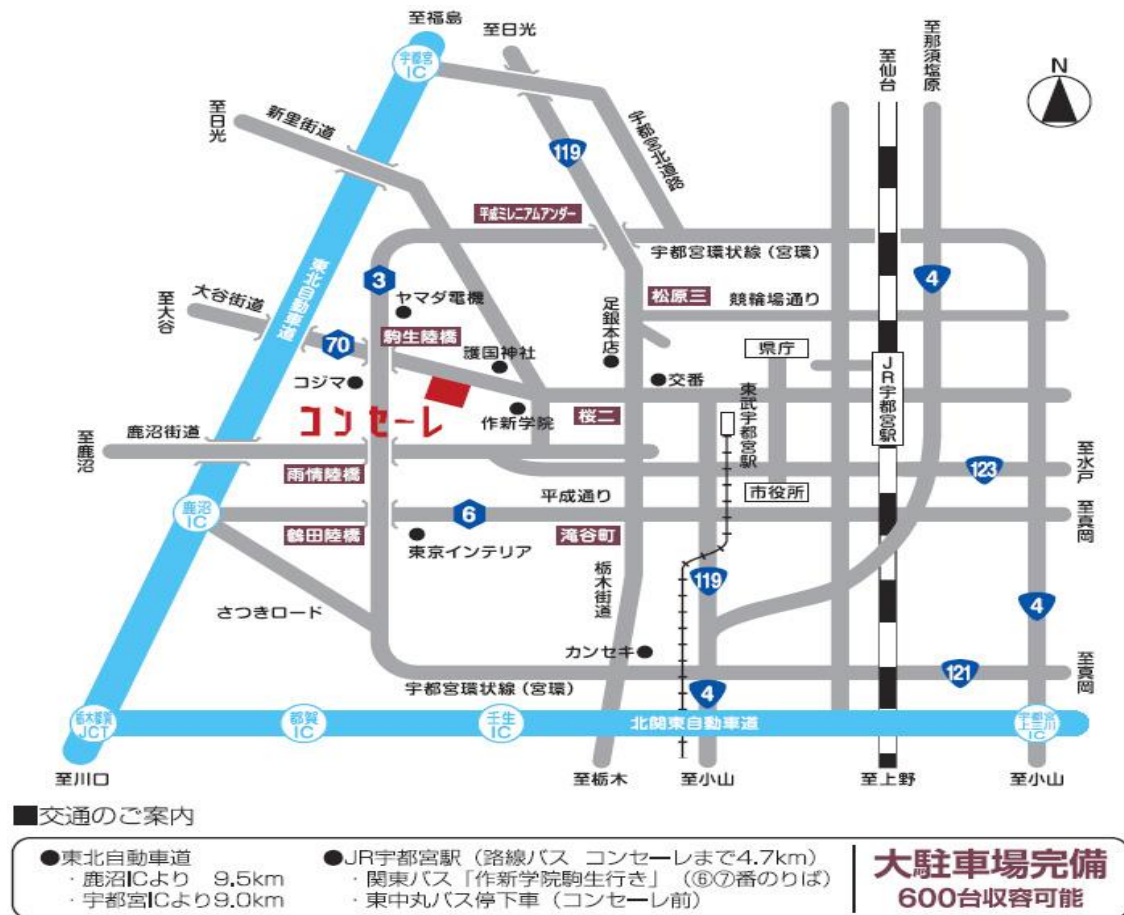 至福島
至日光
至那須塩原
至仙台
N
宇都宮
IC
新里街道
至日光
119
宇都宮北道路
平成ミレニアムアンダー
宇都宮環状線(宮環)
東北自動車道
3
4
大谷街道
至大谷
ヤマダ電機
松原三
競輪場通り
70
駒生陸橋
足銀本店
県庁
護国神社
JR宇都宮駅
コジマ
交番
東武宇都宮駅
コンセーレ
作新学院
桜二
鹿沼街道
至鹿沼
雨情陸橋
123
至水戸
市役所
平成通り
鹿沼
IC
6
至真岡
鶴田陸橋
東京インテリア
滝谷町
119
栃木街道
さつきロード
4
カンセキ
121
至真岡
宇都宮環状線(宮環)
4
栃木都賀
JCT
都賀
IC
壬生
IC
北関東自動車道
宇都宮
上三川
IC
至川口
至栃木
至小山
至上野
至小山
■交通のご案内
●東北自動車道
・鹿沼ICより 9.5km
・宇都宮ICより9.0km
●JR宇都宮駅(路線バス コンセーレまで4.7km)
・関東バス「作新学院駒生行き」(⑥⑦番のりば)
・東中丸バス停下車(コンセーレ前)
大駐車場完備
600台収容可能